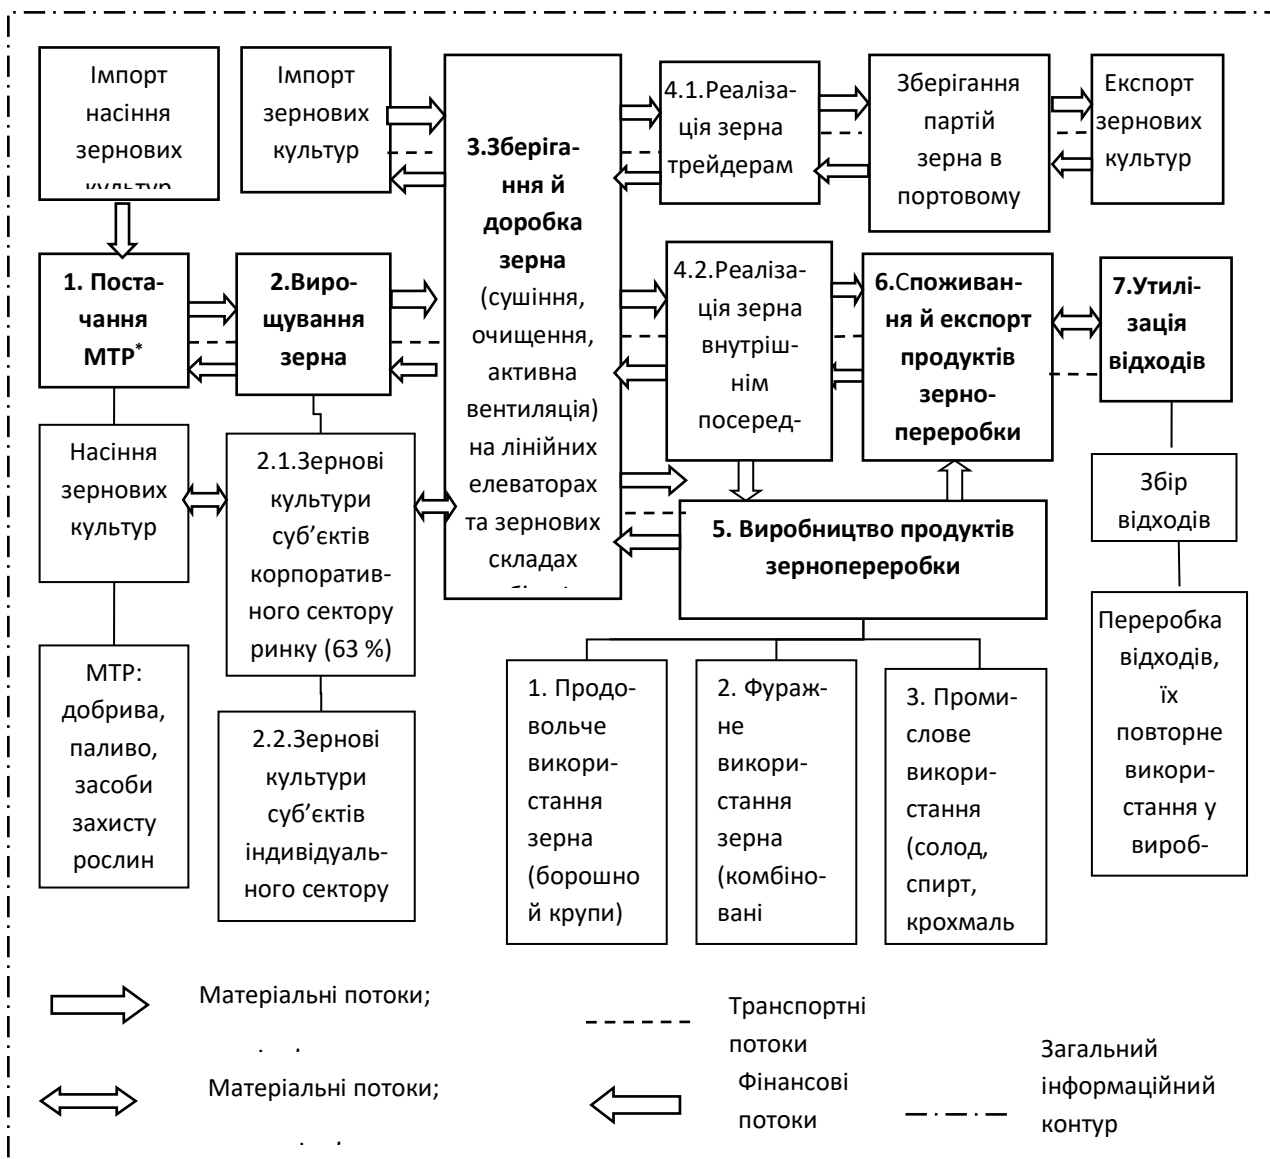 Імпорт
насіння
зернових
культур
Імпорт
зернових
культур
3.Зберіга-
ння й
доробка
зерна
(сушіння,
очищення,
активна
вентиляція)
на лінійних
елеваторах
та зернових
складах
4.1.Реаліза-
ція зерна
трейдерам
Зберігання
партій
зерна в
портовому
Експорт
зернових
культур
1. Поста-
чання
МТР*
2.Виро-
щування
зерна
4.2.Реаліза-
ція зерна
внутріш-
нім
посеред-
6.Споживан-
ня й експорт
продуктів
зерно-
переробки
7.Утилі-
зація
відходів
Насіння
зернових
культур
2.1.Зернові
культури
суб’єктів
корпоратив-
ного сектору
ринку (63 %)
5. Виробництво продуктів
зернопереробки
Збір
відходів
МТР:
добрива,
паливо,
засоби
захисту
рослин
2.2.Зернові
культури
суб’єктів
індивідуаль-
ного сектору
1. Продо-
вольче
викори-
стання
зерна
(борошно
й крупи)
2. Фураж-
не
викори-
стання
зерна
(комбіно-
вані
3. Проми-
слове
викори-
стання
(солод,
спирт,
крохмаль
Переробка
відходів,
їх
повторне
викори-
стання у
вироб-
Матеріальні потоки;
Транспортні
потоки
Загальний
інформаційний
контур
Матеріальні потоки;
Фінансові
потоки